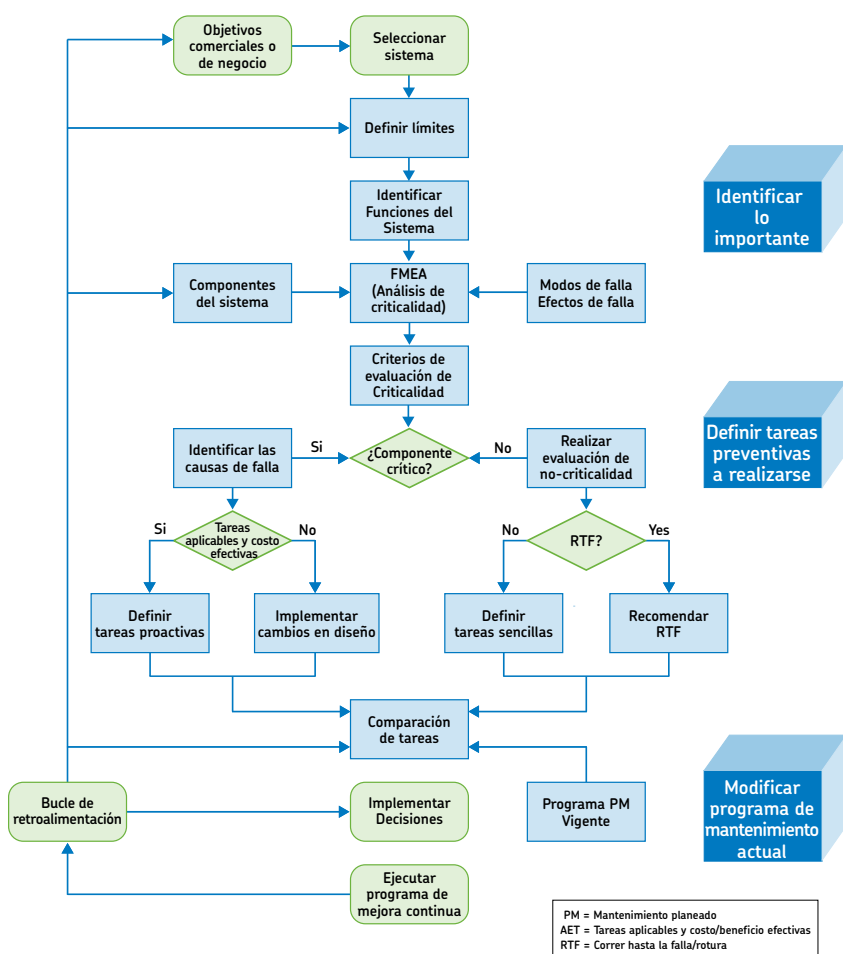 Objetivos
comerciales o
de negocio
Seleccionar
sistema
Definir límites
Identificar
Funciones del
Sistema
Identificar
lo
importante
Componentes
del sistema
FMEA
(Análisis de
criticalidad)
Modos de falla
Efectos de falla
Criterios de
evaluación de
Criticalidad
Definir tareas
preventivas
a realizarse
Identificar las
causas de falla
Si
¿Componente
crítico?
No
Realizar
evaluación de
no-criticalidad
Si
Tareas
aplicables y costo
efectivas
No
No
RTF?
Yes
Definir
tareas proactivas
Implementar
cambios en diseño
Definir
tareas sencillas
Recomendar
RTF
Comparación
de tareas
Bucle de
retroalimentación
Implementar
Decisiones
Programa PM
Vigente
Modificar
programa de
mantenimiento
actual
Ejecutar
programa de
mejora continua
PM = Mantenimiento planeado
AET = Tareas aplicables y costo/beneficio efectivas
RTF = Correr hasta la falla/rotura